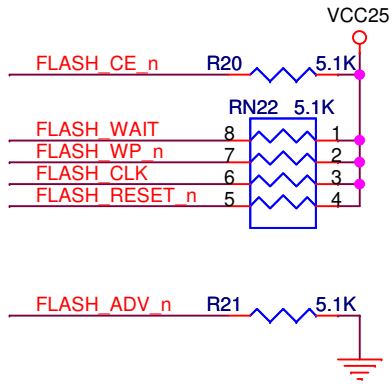 VCC25
FLASH_CE_n R20 5.1K
RN22 5.1K
FLASH_WAIT 8 1
FLASH_WP_n 7 2
FLASH_CLK 6 3
FLASH_RESET_n 5 4
FLASH_ADV_n R21 5.1K